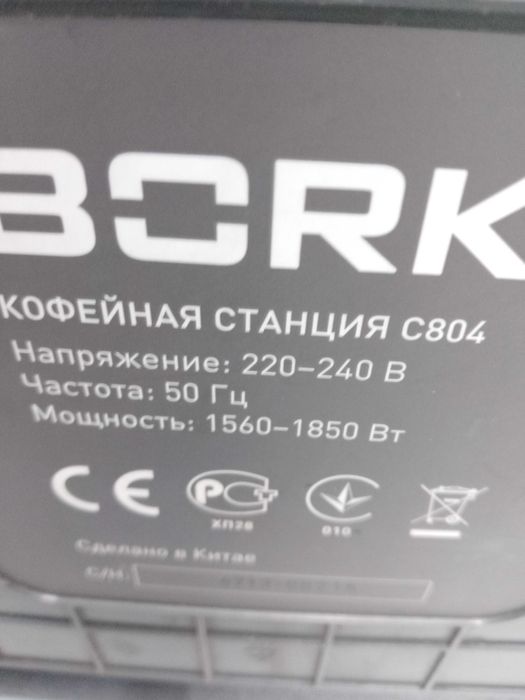 BORK
КОФЕЙНАЯ СТАНЦИЯ C804
Напряжение: 220–240 В
Частота: 50 Гц
Мощность: 1560–1850 Вт
CE PCT
ХП28 010
Сделано в Китае
С/Н: